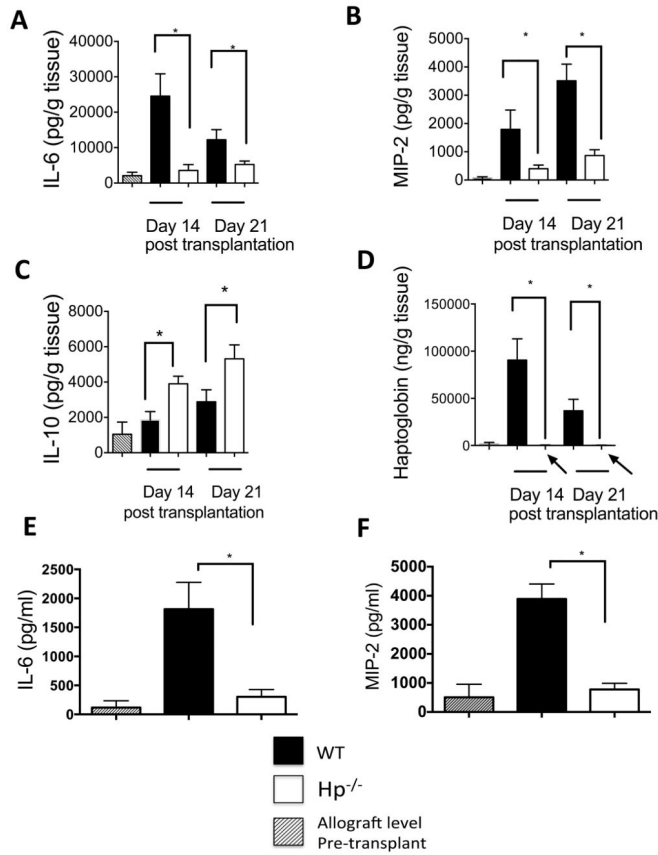 A
IL-6 (pg/g tissue)
40000
30000
20000
10000
0
*
*
Day 14
Day 21
post transplantation
B
MIP-2 (pg/g tissue)
5000
4000
3000
2000
1000
0
*
*
Day 14
Day 21
post transplantation
C
IL-10 (pg/g tissue)
8000
6000
4000
2000
0
*
*
Day 14
Day 21
post transplantation
D
Haptoglobin (ng/g tissue)
150000
100000
50000
0
*
*
Day 14
Day 21
post transplantation
E
IL-6 (pg/ml)
2500
2000
1500
1000
500
0
*
F
MIP-2 (pg/ml)
5000
4000
3000
2000
1000
0
*
WT
Hp-/-
Allograft level
Pre-transplant